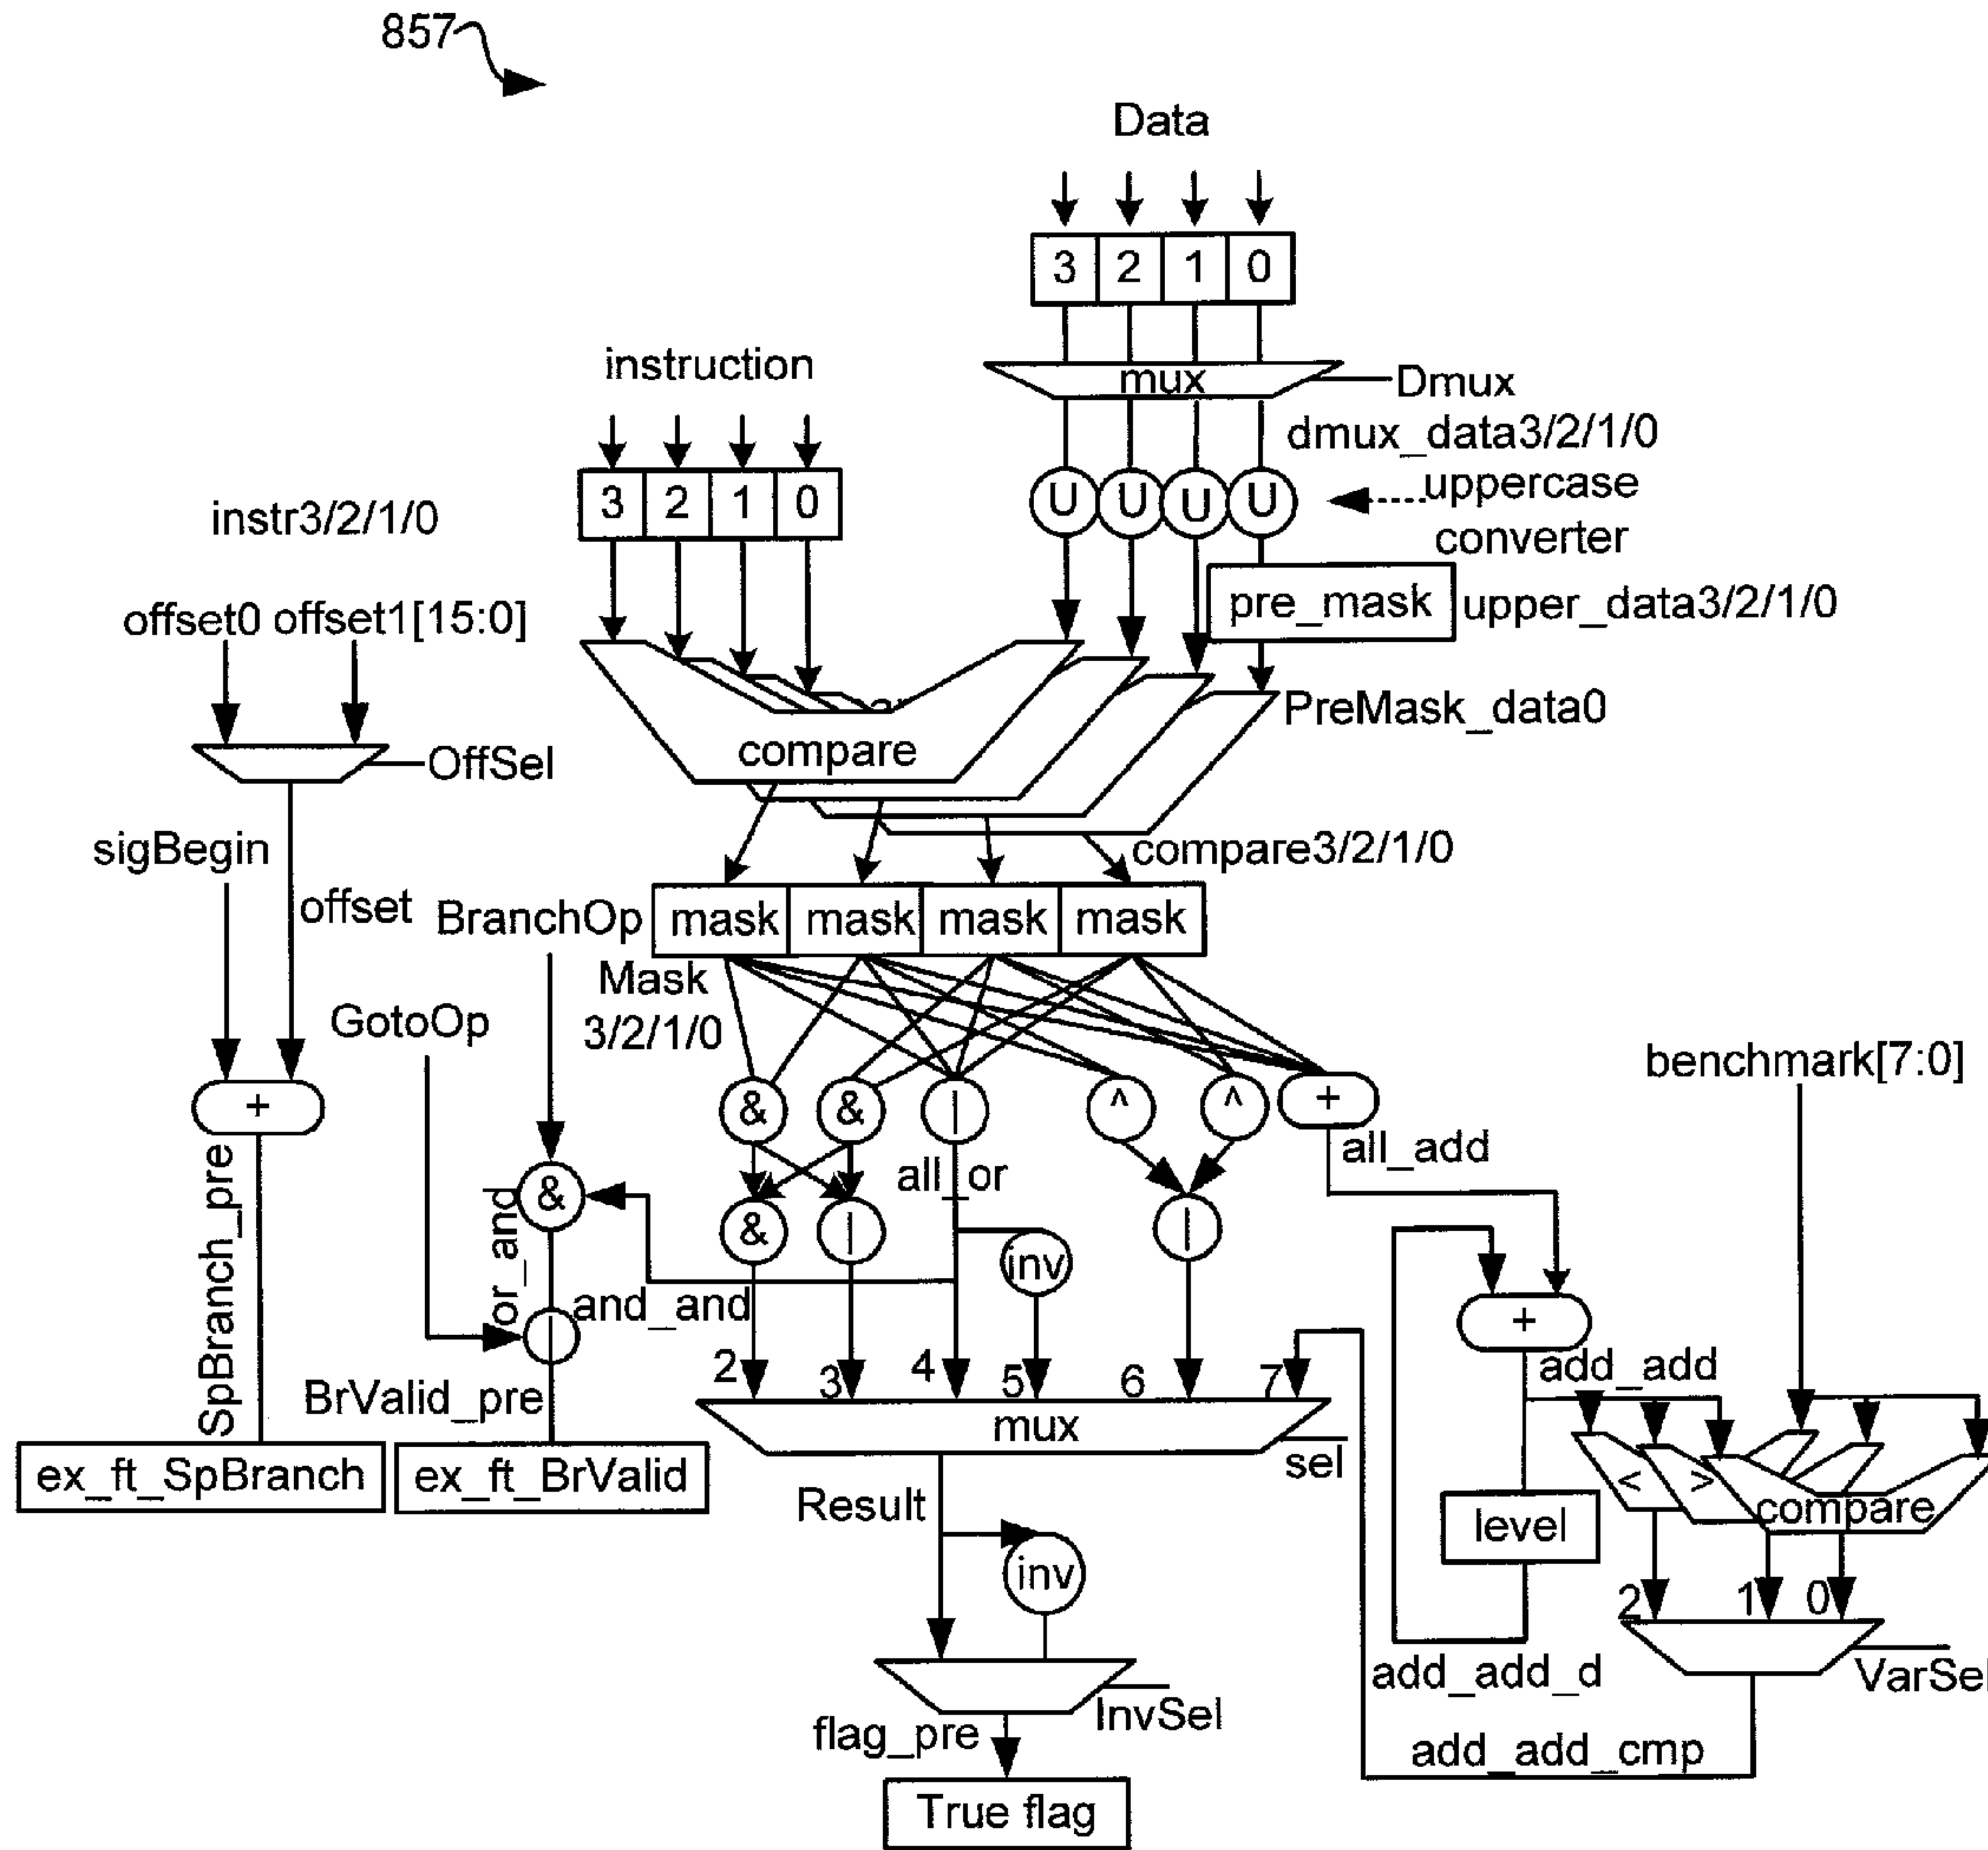 857
Data
3 2 1 0
instruction
mux
Dmux
dmux_data3/2/1/0
3 2 1 0
U U U U
uppercase
converter
instr3/2/1/0
pre_mask
upper_data3/2/1/0
offset0 offset1[15:0]
PreMask_data0
compare
OffSel
sigBegin
compare3/2/1/0
offset
BranchOp
mask mask mask mask
Mask
3/2/1/0
GotoOp
benchmark[7:0]
+
& & | ^ ^ +
all_add
SpBranch_pre
&
or_and
all_or
& | |
inv
and_and
|
+
add_add
BrValid_pre
2 3 4 5 6 7
mux
sel
ex_ft_SpBranch
ex_ft_BrValid
< >
compare
Result
level
inv
2 1 0
add_add_d
VarSel
InvSel
flag_pre
add_add_cmp
True flag